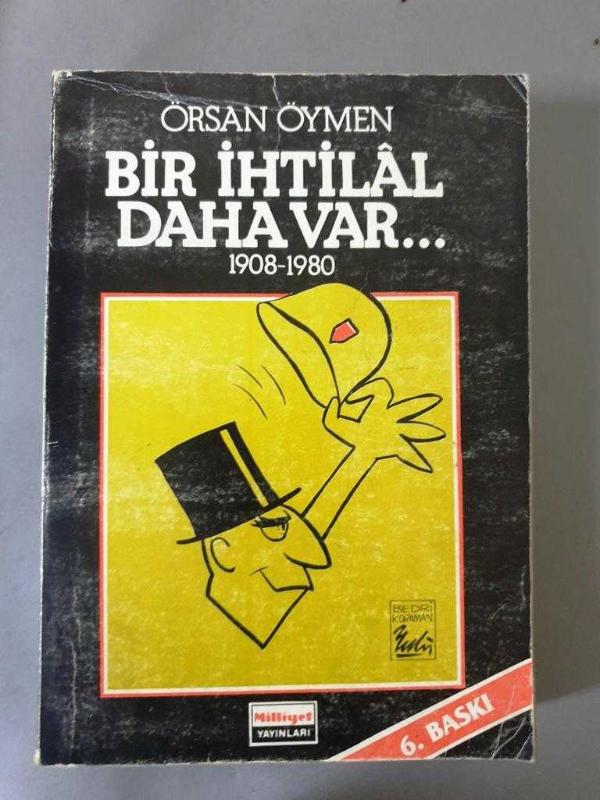 ÖRSAN ÖYMEN
BİR İHTİLÂL
DAHA VAR...
1908-1980
BEDRİ
KORAMAN
Milliyet
YAYINLARI
6. BASKI